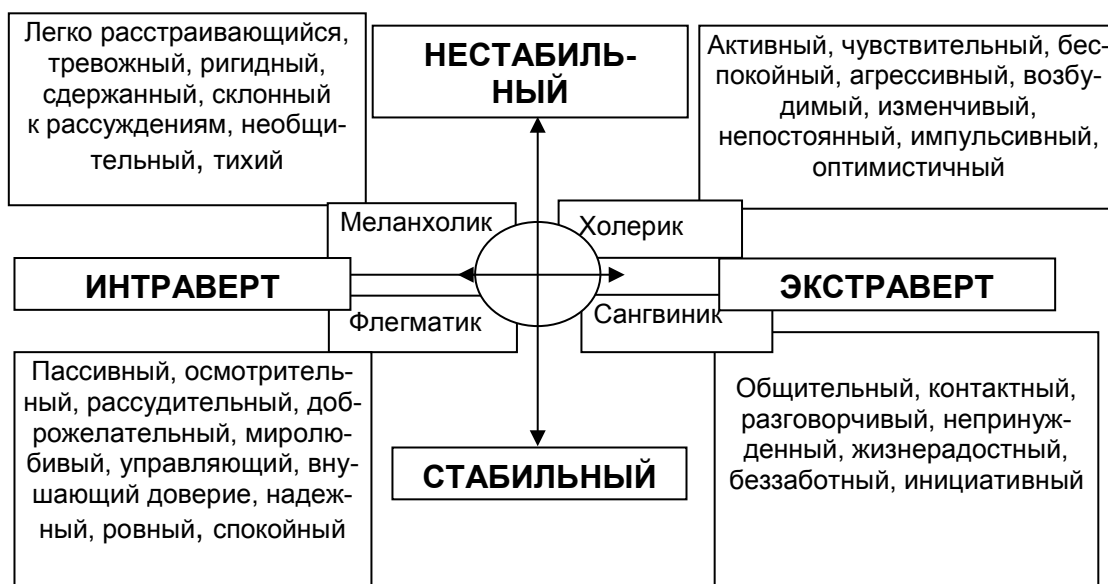 Легко расстраивающийся,
тревожный, ригидный,
сдержанный, склонный
к рассуждениям, необщи-
тельный, тихий
НЕСТАБИЛЬ-
НЫЙ
Активный, чувствительный, бес-
покойный, агрессивный, возбу-
димый, изменчивый,
непостоянный, импульсивный,
оптимистичный
Меланхолик
Холерик
ИНТРАВЕРТ
ЭКСТРАВЕРТ
Флегматик
Сангвиник
Пассивный, осмотритель-
ный, рассудительный, доб-
рожелательный, миролю-
бивый, управляющий, вну-
шающий доверие, надеж-
ный, ровный, спокойный
СТАБИЛЬНЫЙ
Общительный, контактный,
разговорчивый, непринуж-
денный, жизнерадостный,
беззаботный, инициативный